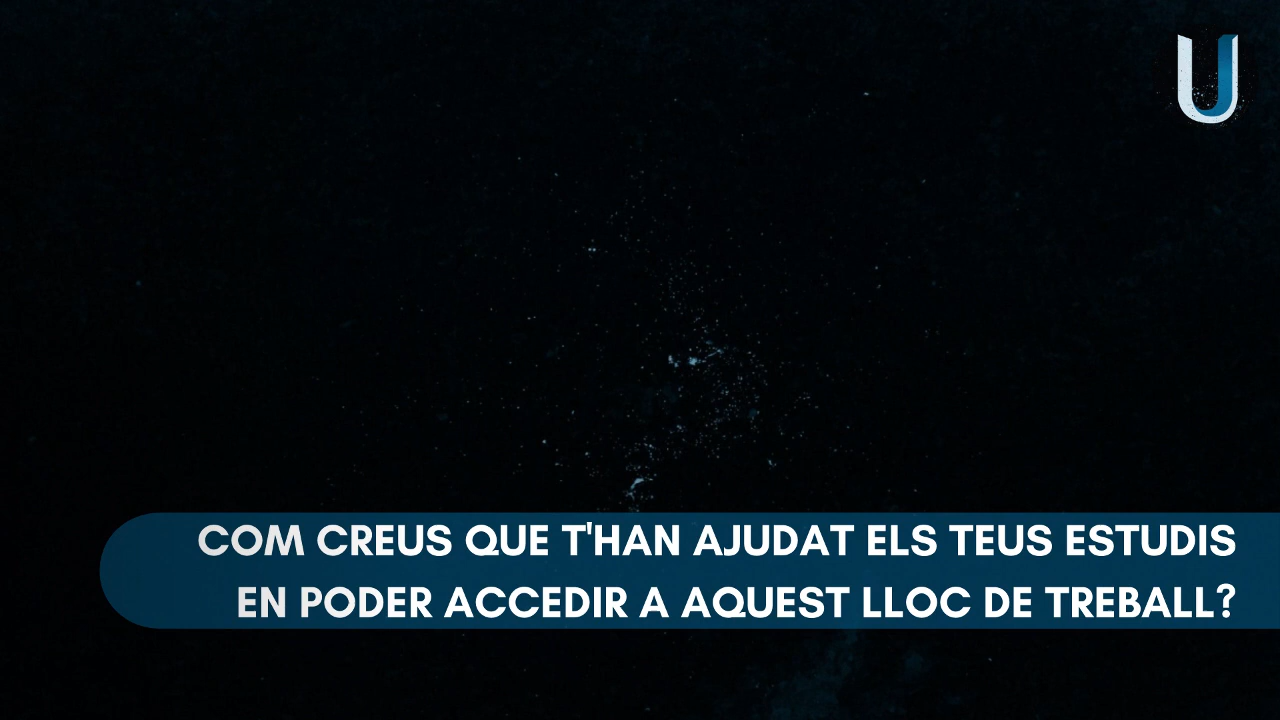 U
COM CREUS QUE T'HAN AJUDAT ELS TEUS ESTUDIS
EN PODER ACCEDIR A AQUEST LLOC DE TREBALL?